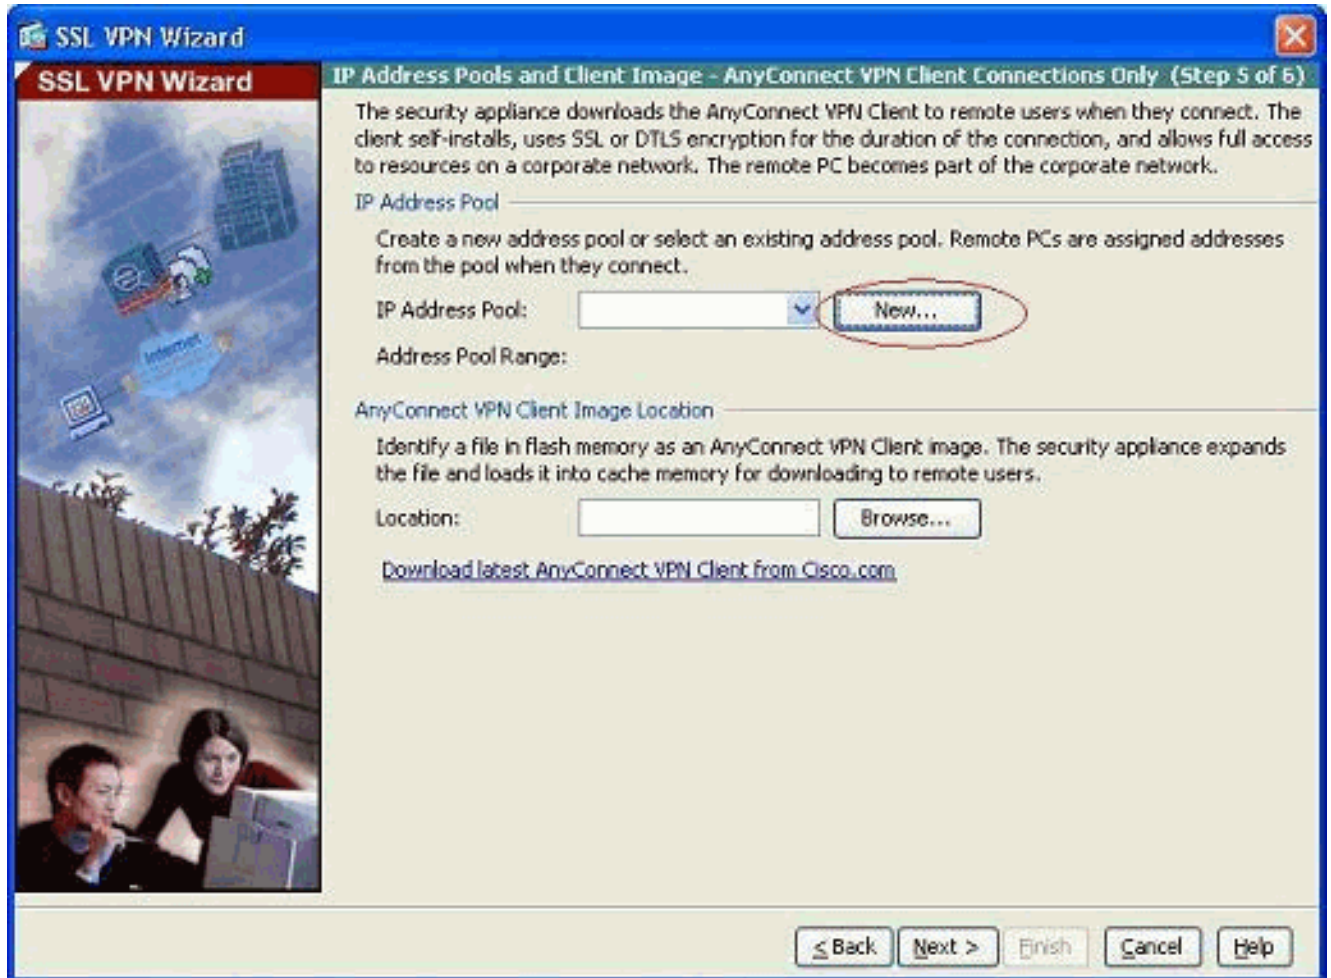 SSL VPN Wizard
SSL VPN Wizard
IP Address Pools and Client Image - AnyConnect VPN Client Connections Only (Step 5 of 6)
The security appliance downloads the AnyConnect VPN Client to remote users when they connect. The
client self-installs, uses SSL or DTLS encryption for the duration of the connection, and allows full access
to resources on a corporate network. The remote PC becomes part of the corporate network.
IP Address Pool
Create a new address pool or select an existing address pool. Remote PCs are assigned addresses
from the pool when they connect.
IP Address Pool:
New...
Address Pool Range:
Internet
AnyConnect VPN Client Image Location
Identify a file in flash memory as an AnyConnect VPN Client image. The security appliance expands
the file and loads it into cache memory for downloading to remote users.
Location:
Browse...
Download latest AnyConnect VPN Client from Cisco.com
< Back
Next >
Finish
Cancel
Help